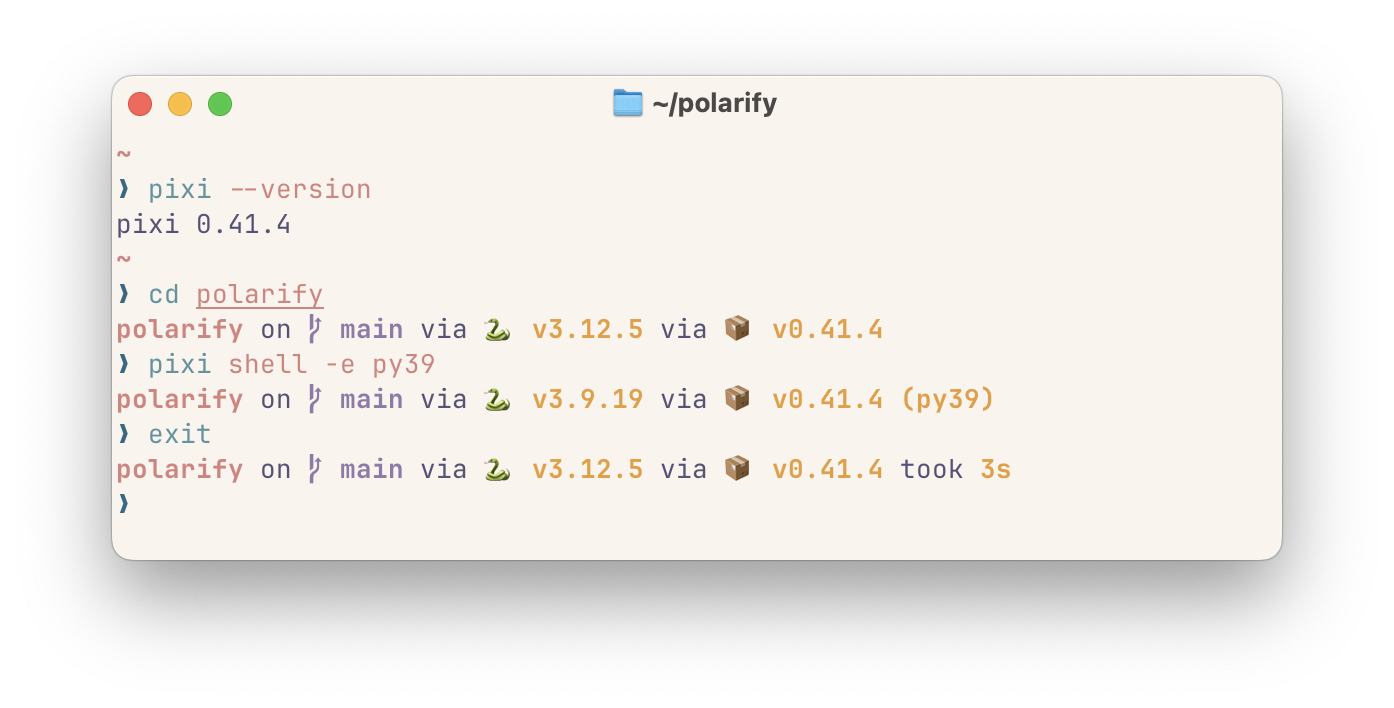 ~/polarify
~
❱ pixi --version
pixi 0.41.4
~
❱ cd polarify
polarify on main via 🐍 v3.12.5 via 📦 v0.41.4
❱ pixi shell -e py39
polarify on main via 🐍 v3.9.19 via 📦 v0.41.4 (py39)
❱ exit
polarify on main via 🐍 v3.12.5 via 📦 v0.41.4 took 3s
❱